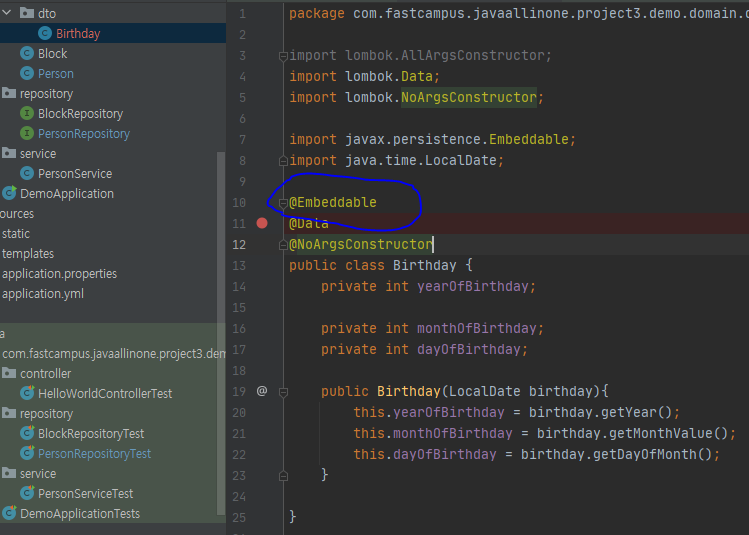 dto
Birthday
Block
Person
repository
BlockRepository
PersonRepository
service
PersonService
DemoApplication
ources
static
templates
application.properties
application.yml
a
com.fastcampus.javaallinone.project3.dem
controller
HelloWorldControllerTest
repository
BlockRepositoryTest
PersonRepositoryTest
service
PersonServiceTest
DemoApplicationTests
1 package com.fastcampus.javaallinone.project3.demo.domain.d
2
3 import lombok.AllArgsConstructor;
4 import lombok.Data;
5 import lombok.NoArgsConstructor;
6
7 import javax.persistence.Embeddable;
8 import java.time.LocalDate;
9
10 @Embeddable
11 @Data
12 @NoArgsConstructor
13 public class Birthday {
14 private int yearOfBirthday;
15
16 private int monthOfBirthday;
17 private int dayOfBirthday;
18
19 @ public Birthday(LocalDate birthday){
20 this.yearOfBirthday = birthday.getYear();
21 this.monthOfBirthday = birthday.getMonthValue();
22 this.dayOfBirthday = birthday.getDayOfMonth();
23 }
24
25 }